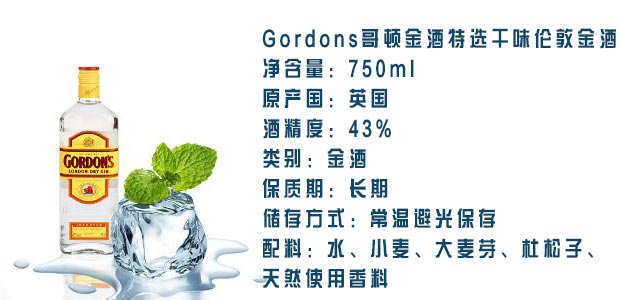 Gordons哥顿金酒特选干味伦敦金酒
净含量: 750ml
原产国: 英国
酒精度: 43%
类别: 金酒
保质期: 长期
储存方式: 常温避光保存
配料: 水、小麦、大麦芽、杜松子、
天然使用香料
GORDON'S
LONDON DRY GIN